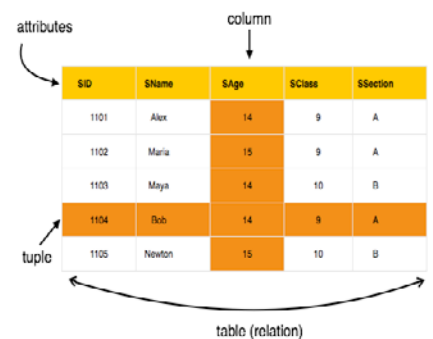 column
attributes
SID SName SAge SClass SSection
1101 Alex 14 9 A
1102 Maria 15 9 A
1103 Maya 14 10 B
1104 Bob 14 9 A
1105 Newton 15 10 B
tuple
table (relation)